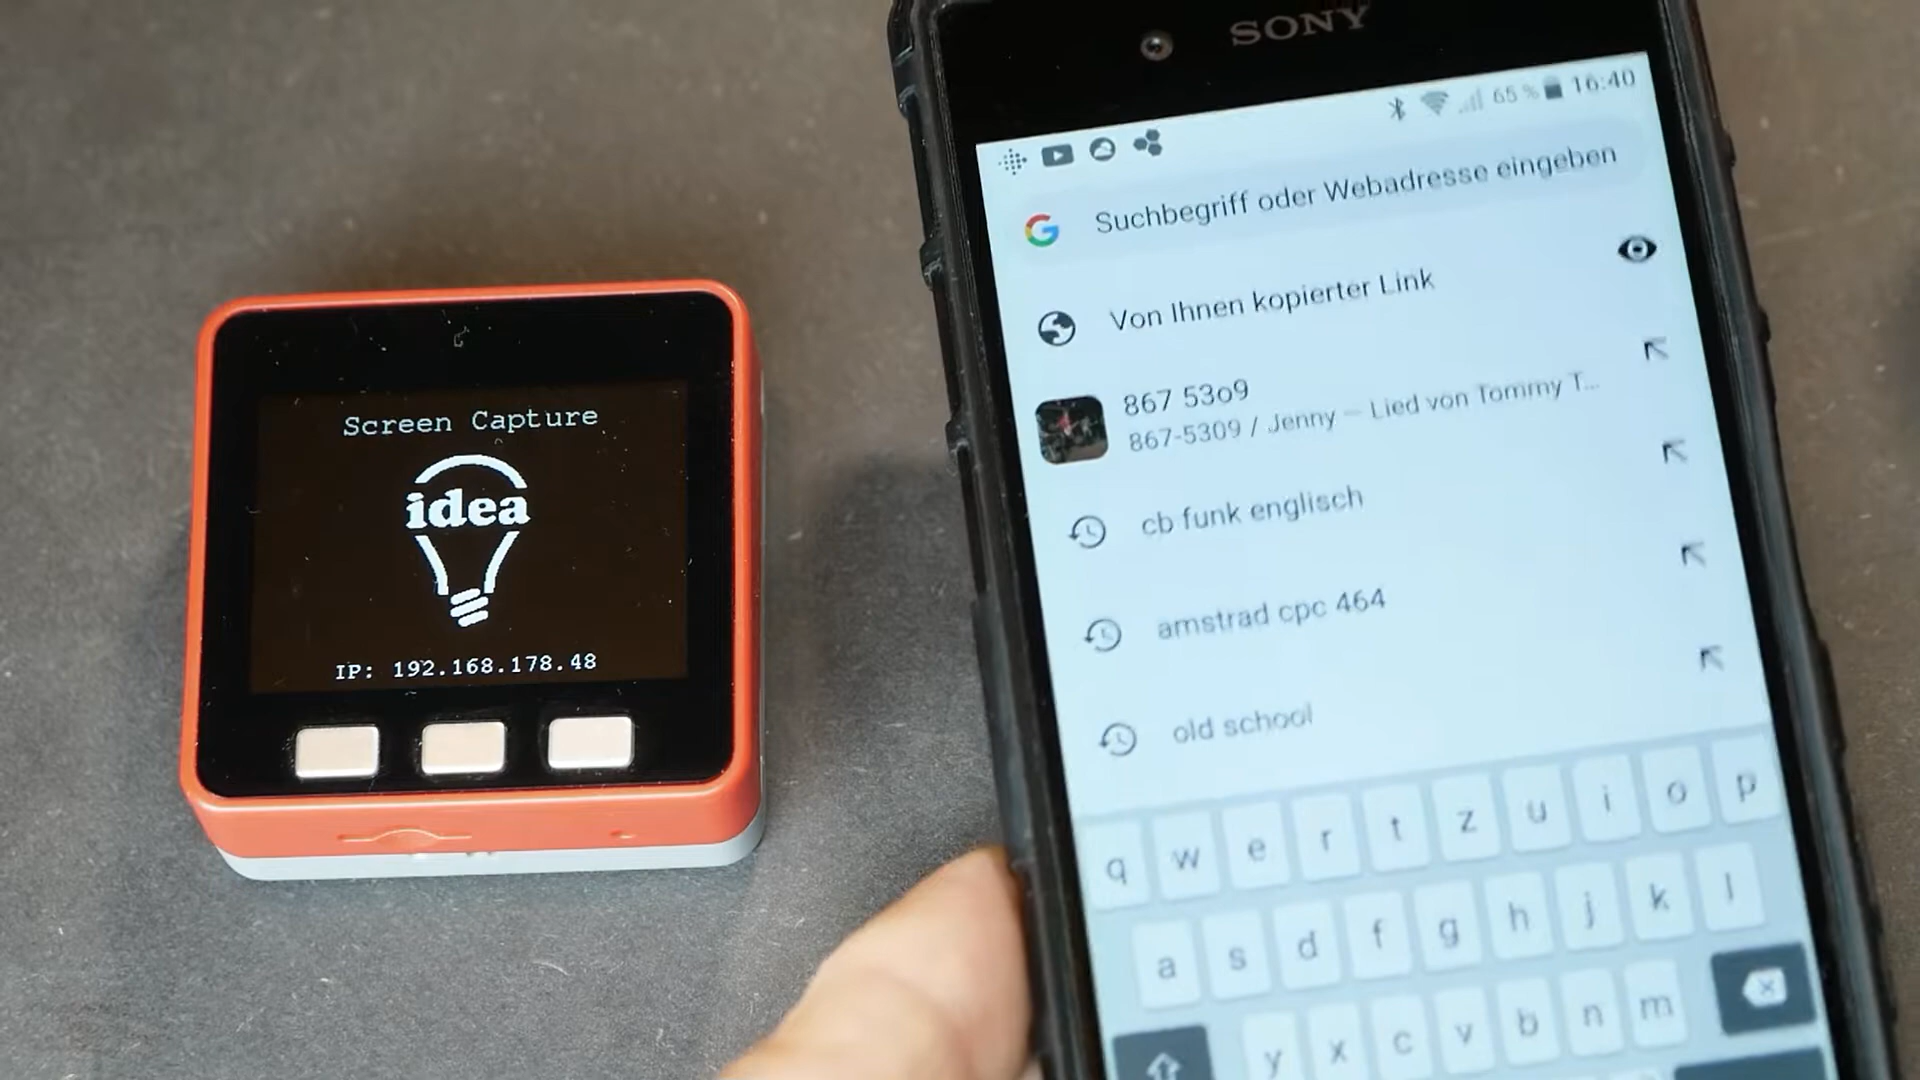 Screen Capture
idea
IP: 192.168.178.48
SONY
65 % 16:40
Suchbegriff oder Webadresse eingeben
Von Ihnen kopierter Link
867 53o9
867-5309 / Jenny – Lied von Tommy T...
cb funk englisch
amstrad cpc 464
old school
q w e r t z u i o p
a s d f g h j k l
y x c v b n m